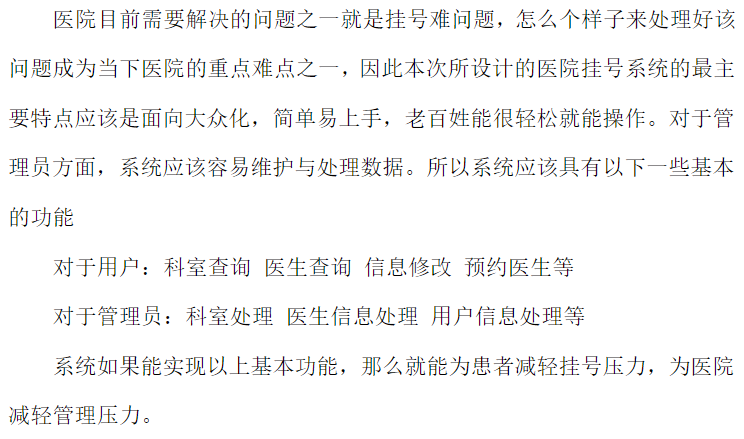 医院目前需要解决的问题之一就是挂号难问题，怎么个样子来处理好该
问题成为当下医院的重点难点之一，因此本次所设计的医院挂号系统的最主
要特点应该是面向大众化，简单易上手，老百姓能很轻松就能操作。对于管
理员方面，系统应该容易维护与处理数据。所以系统应该具有以下一些基本
的功能
对于用户：科室查询 医生查询 信息修改 预约医生等
对于管理员：科室处理 医生信息处理 用户信息处理等
系统如果能实现以上基本功能，那么就能为患者减轻挂号压力，为医院
减轻管理压力。